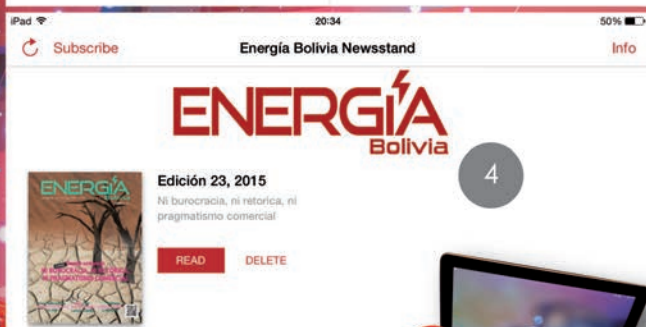 iPad 20:34 50%
Subscribe Energía Bolivia Newsstand Info
ENERGÍA
Bolivia
4
Edición 23, 2015
Ni burocracia, ni retorica, ni
pragmatismo comercial
READ DELETE
ENERGÍA